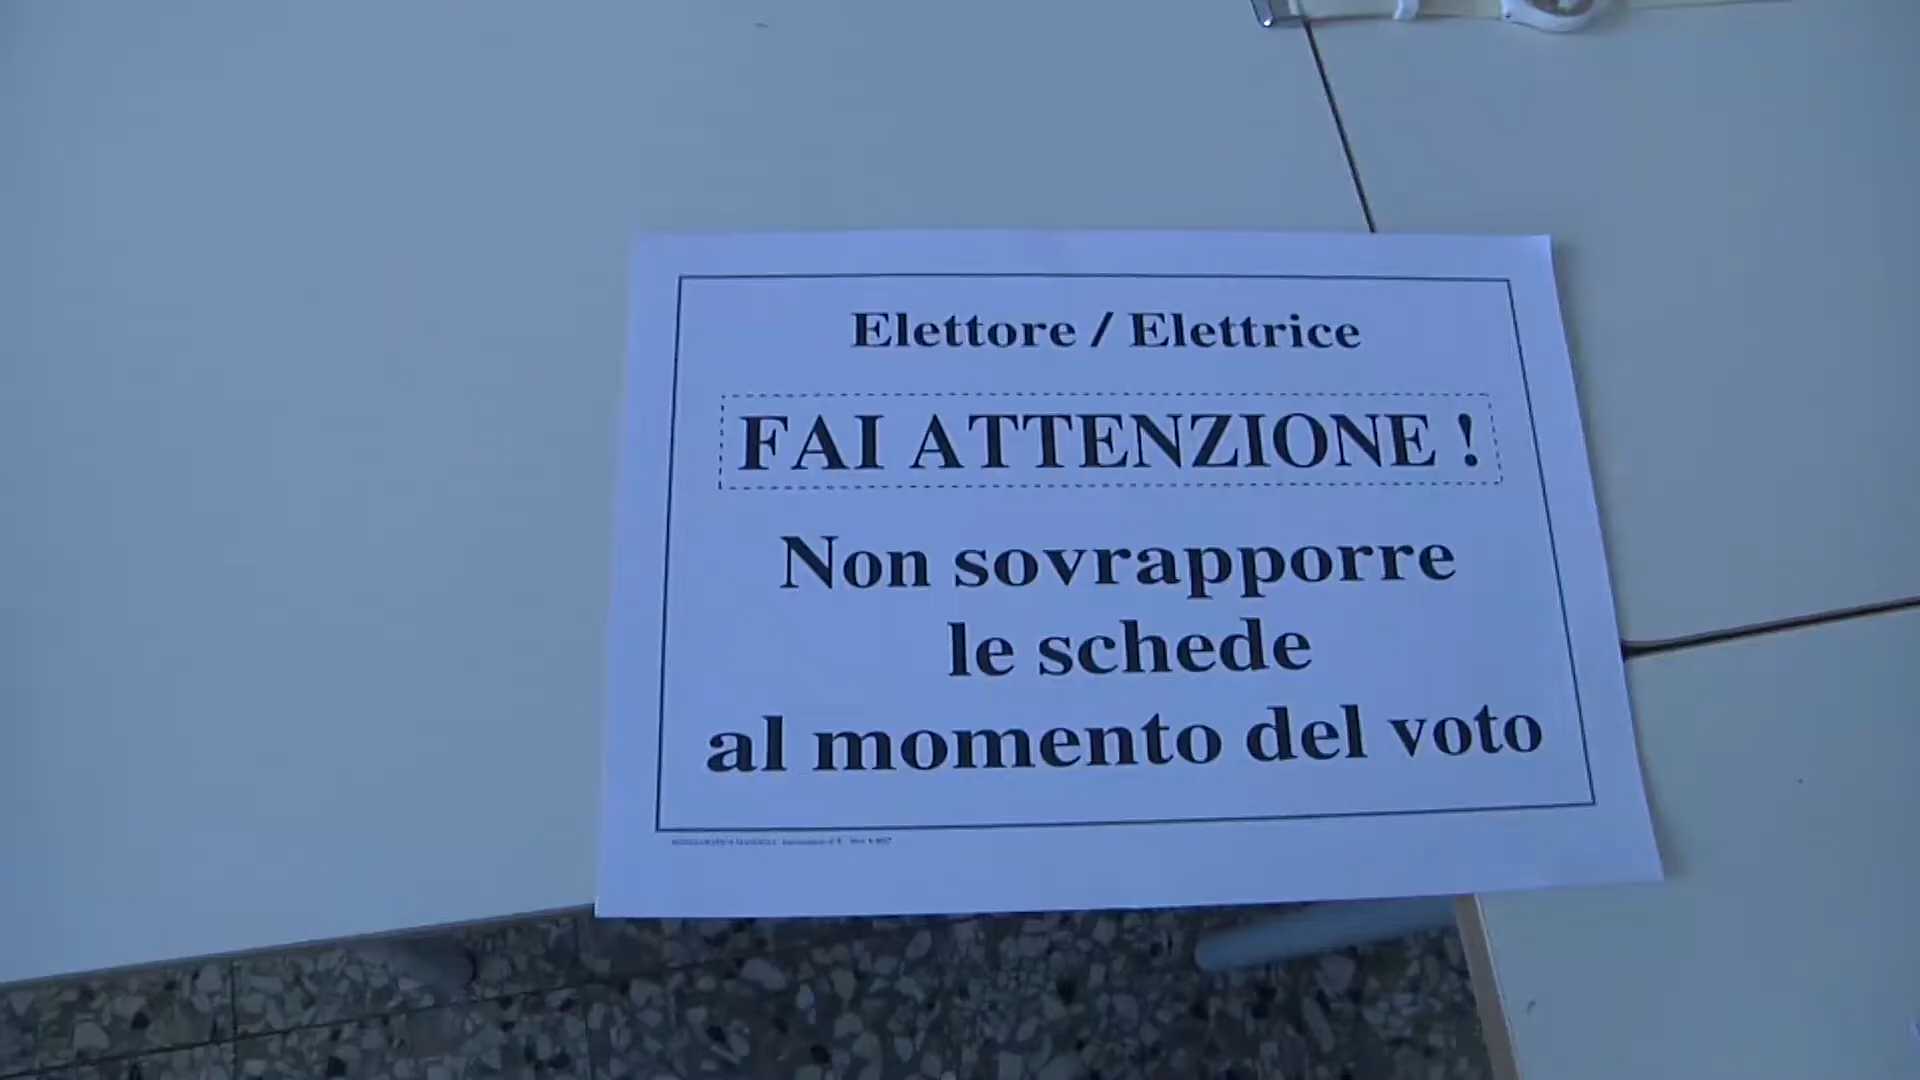 Elettore / Elettrice
FAI ATTENZIONE !
Non sovrapporre
le schede
al momento del voto